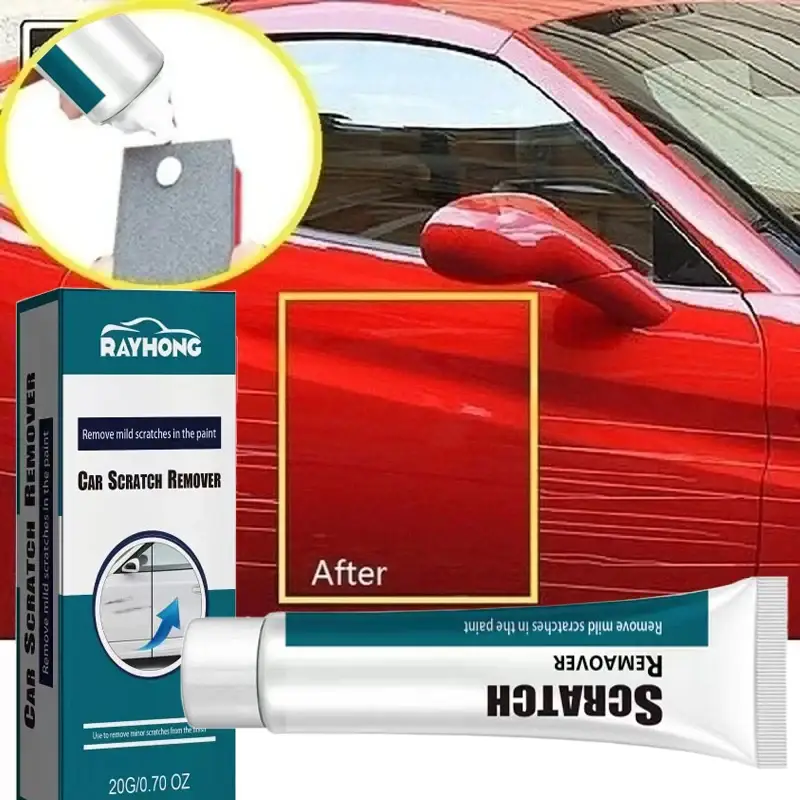 RAYHONG
Remove mild scratches in the paint
CAR SCRATCH REMOVER
Use to remove minor scratches from the
20G/0.70 OZ
CAR SCRATCH REMOVER
Remove mild scratches in the paint
After
Remove mild scratches in the paint
SCRATCH
REMAOVER